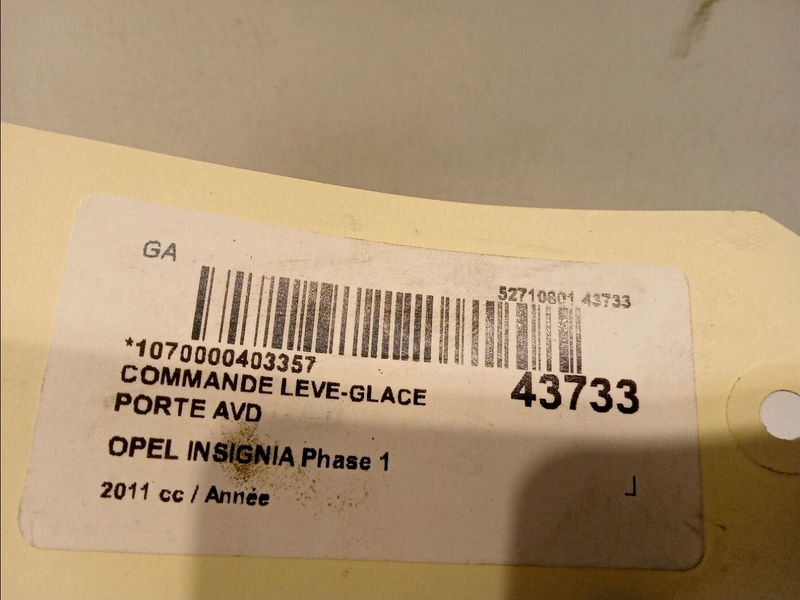 GA
52710801 43733
*1070000403357
COMMANDE LEVE-GLACE
43733
PORTE AVD
OPEL INSIGNIA Phase 1
2011 cc / Année